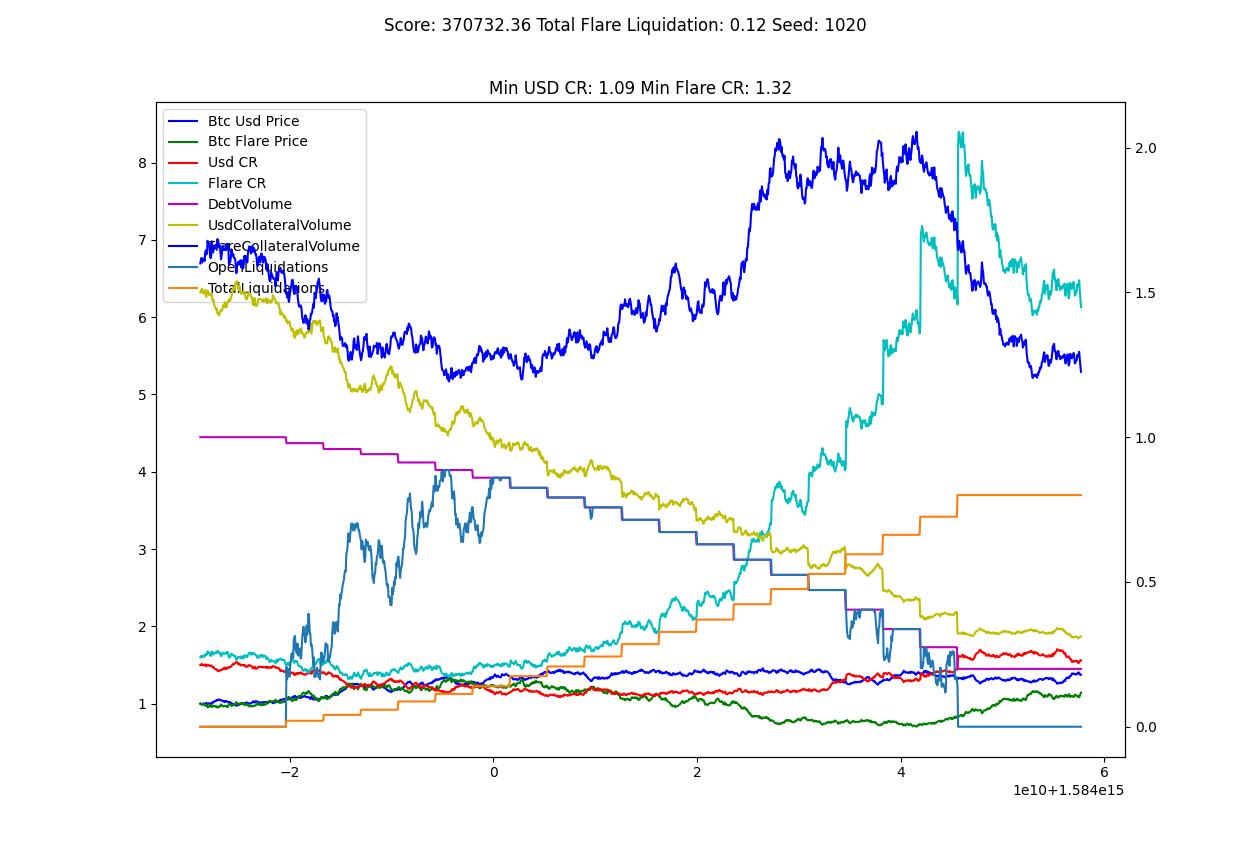 Score: 370732.36 Total Flare Liquidation: 0.12 Seed: 1020
Min USD CR: 1.09 Min Flare CR: 1.32
Btc Usd Price
Btc Flare Price
Usd CR
Flare CR
DebtVolume
UsdCollateralVolume
FlareCollateralVolume
OpenLiquidations
TotalLiquidations
8
7
6
5
4
3
2
1
2.0
1.5
1.0
0.5
0.0
−2
0
2
4
6
1e10+1.584e15